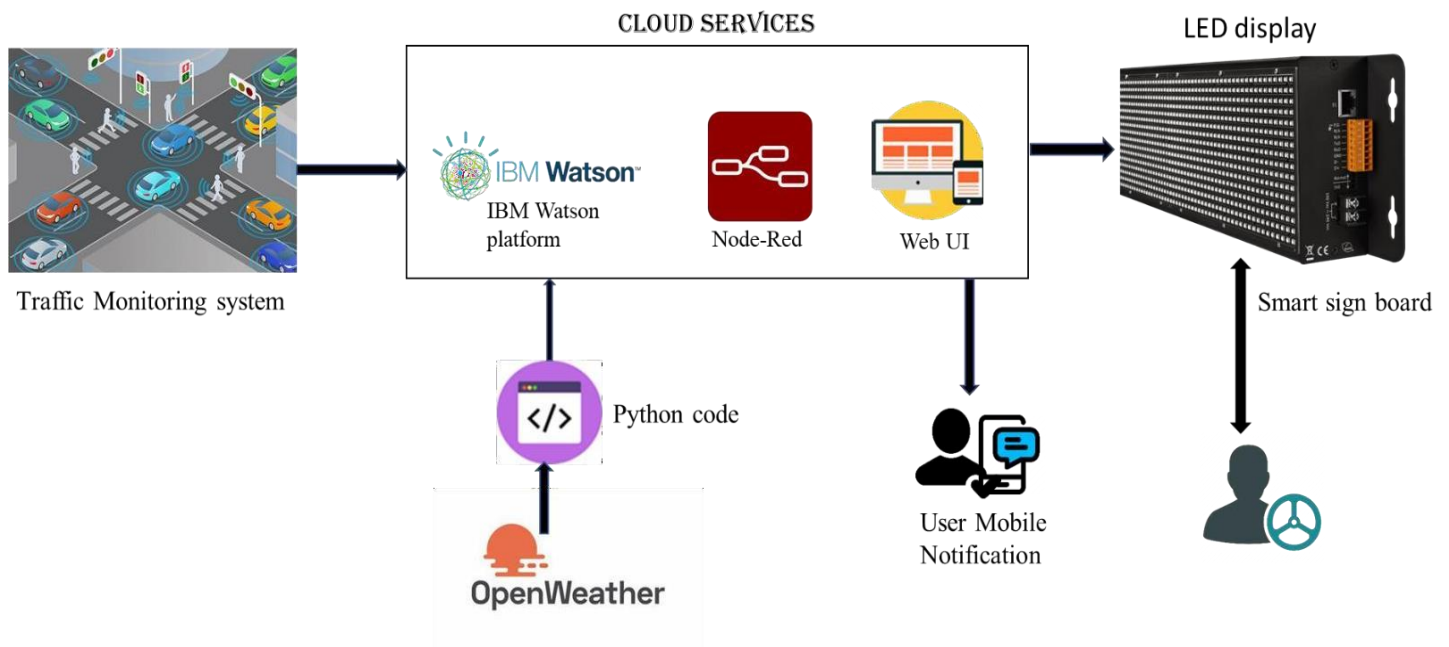 CLOUD SERVICES
LED display
IBM Watson™
IBM Watson
platform
Node-Red
Web UI
Traffic Monitoring system
Smart sign board
</>
Python code
User Mobile
Notification
OpenWeather